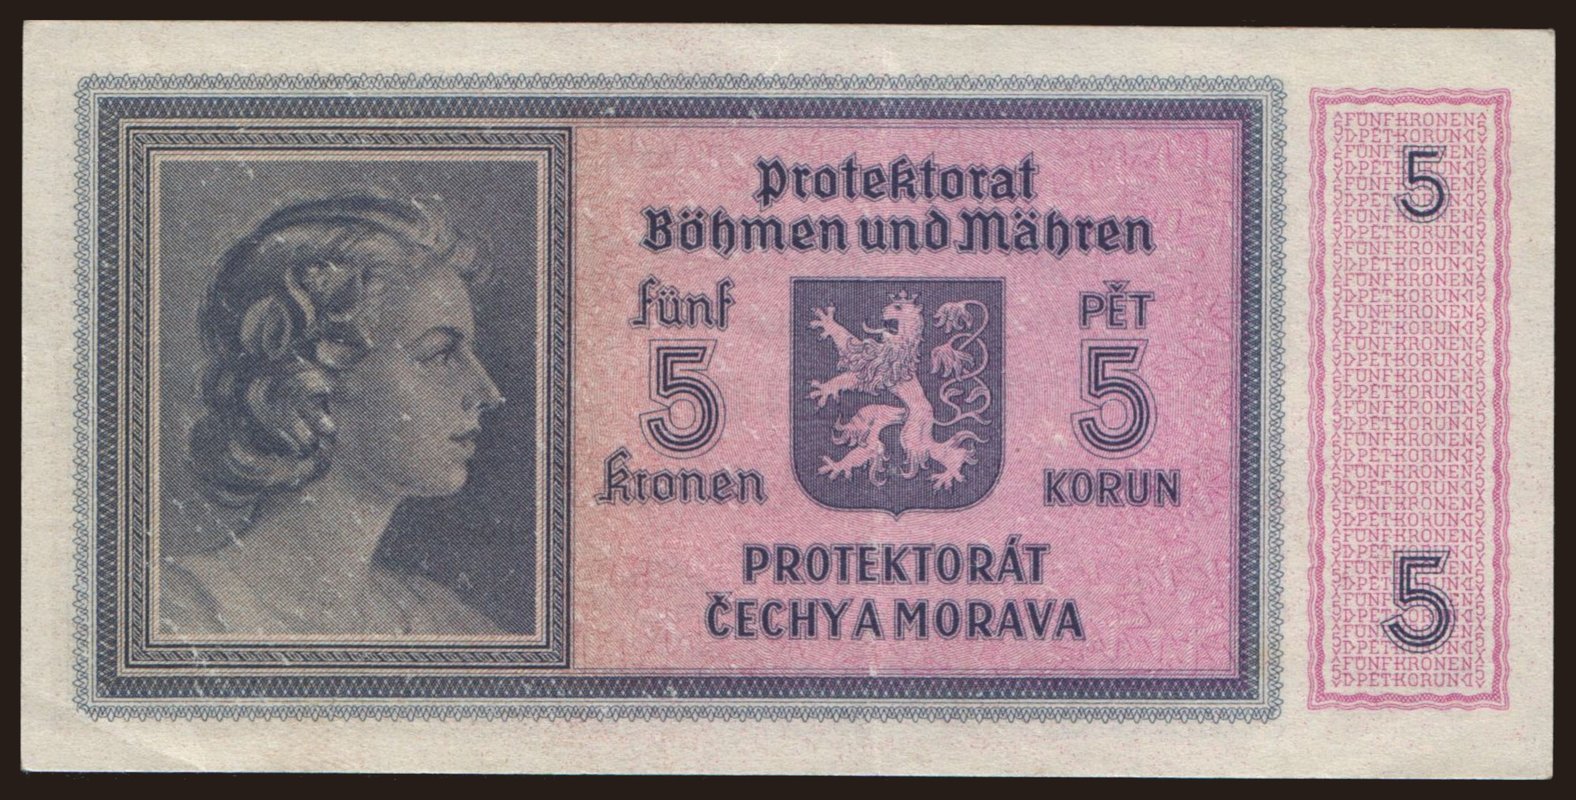 Protektorat
Böhmen und Mähren
fünf
5
Kronen
PĚT
5
KORUN
PROTEKTORÁT
ČECHY A MORAVA
5
5
FÜNF KRONEN
PĚT KORUN